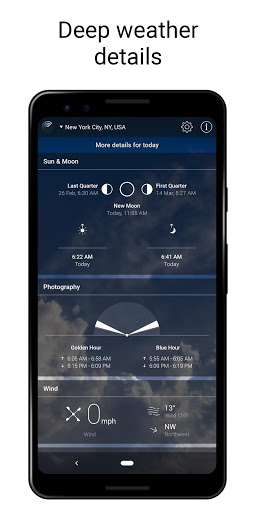 Deep weather
details
New York City, NY, USA
More details for today
Sun & Moon
Last Quarter
26 Feb, 6:30 AM
First Quarter
14 Mar, 5:27 AM
New Moon
Today, 11:05 AM
6:22 AM
Today
6:41 AM
Today
Photography
Golden Hour
6:05 AM - 6:58 AM
5:15 PM - 6:09 PM
Blue Hour
5:55 AM - 6:05 AM
6:09 PM - 6:19 PM
Wind
0 mph
Wind
13°
Wind Chill
NW
Northwest